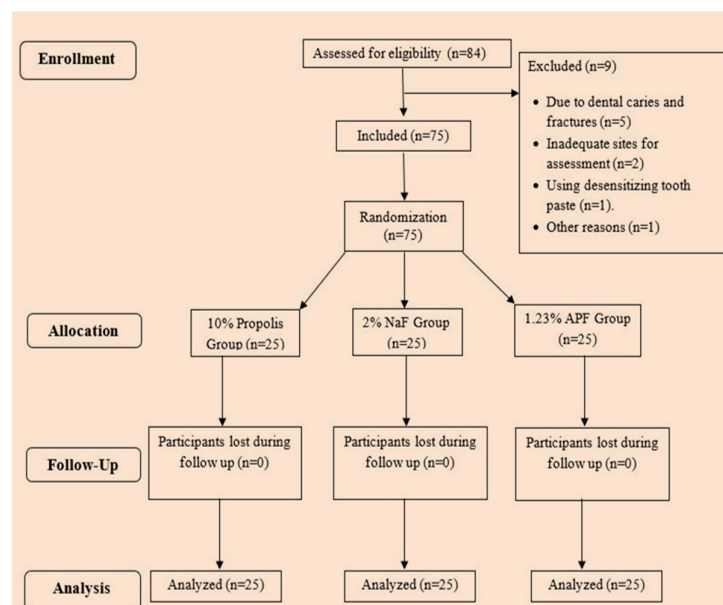 Enrollment
Assessed for eligibility (n=84)
Excluded (n=9)
• Due to dental caries and
fractures (n=5)
• Inadequate sites for
assessment (n=2)
• Using desensitizing tooth
paste (n=1).
• Other reasons (n=1)
Included (n=75)
Randomization
(n=75)
Allocation
10% Propolis
Group (n=25)
2% NaF Group
(n=25)
1.23% APF Group
(n=25)
Follow-Up
Participants lost during
follow up (n=0)
Participants lost during
follow up (n=0)
Participants lost during
follow up (n=0)
Analysis
Analyzed (n=25)
Analyzed (n=25)
Analyzed (n=25)